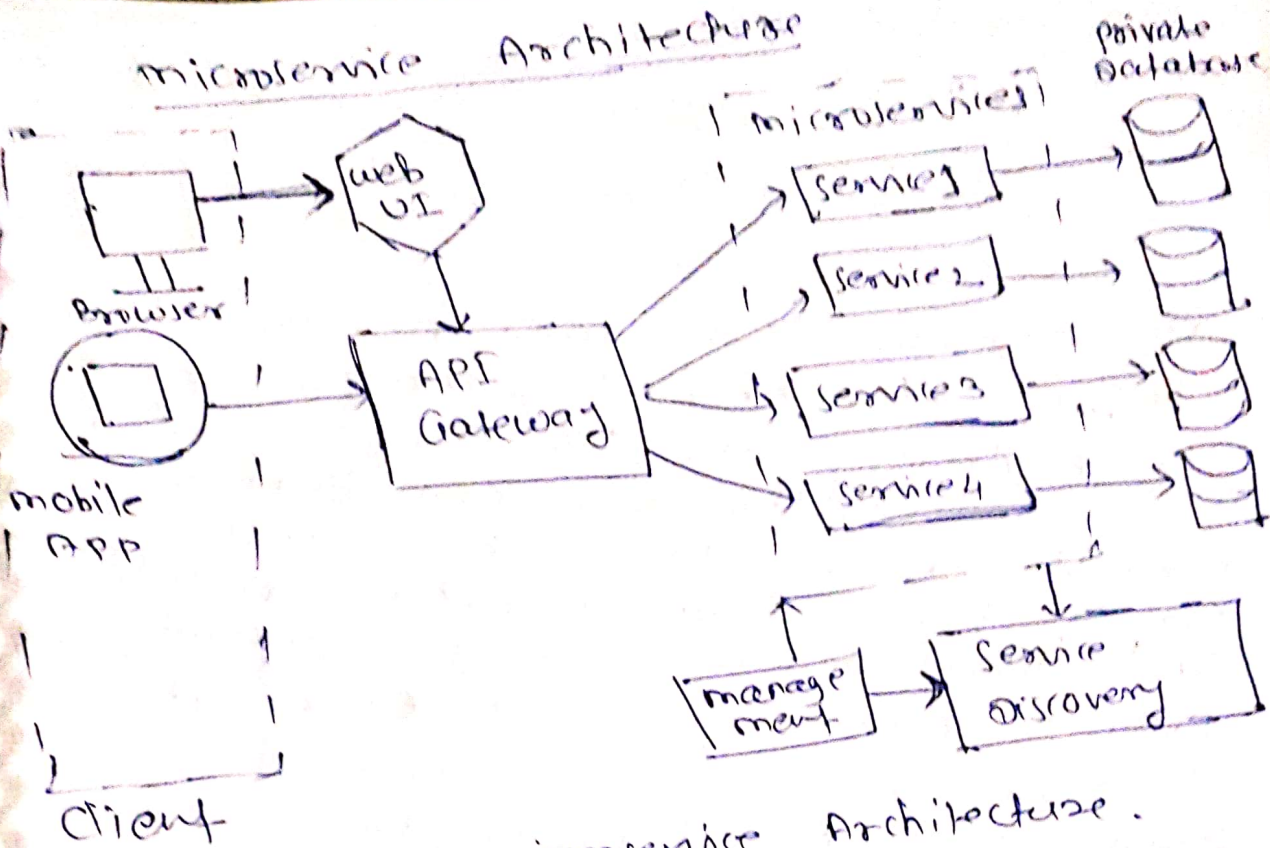 microservice Architecture
private
Database
microservices
web
UI
Service1
Browser
Service2
API
Gateway
Service3
mobile
APP
Service4
Service
Discovery
manage
ment
Client
Architecture.